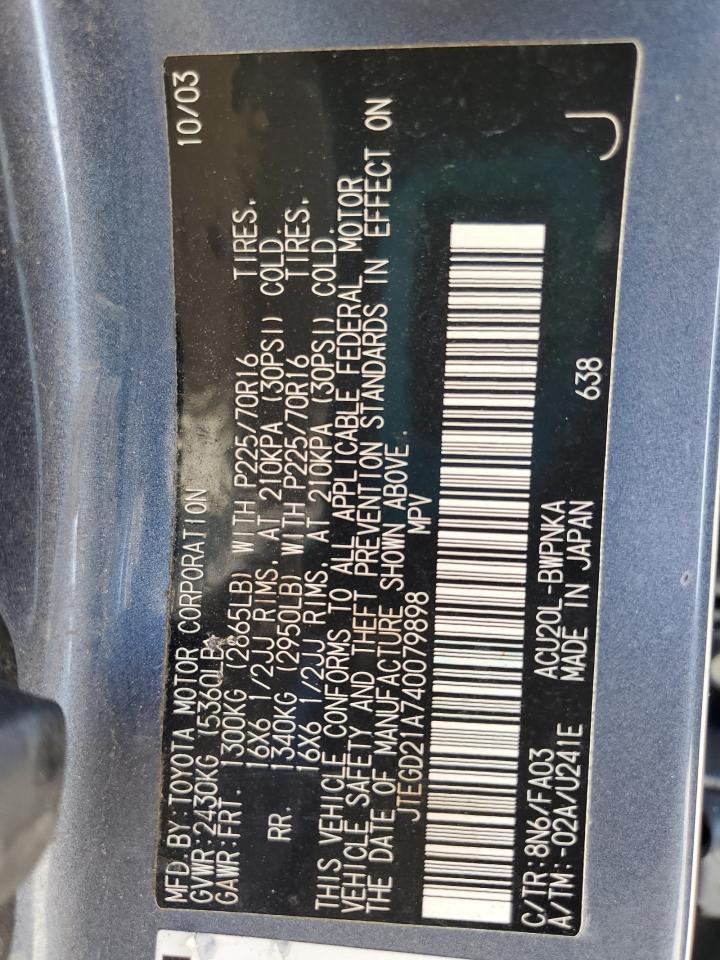 MFD.BY:TOYOTA MOTOR CORPORATION 10/03
GVWR:2430KG (5360LB)
GAWR:FRT. 1300KG (2865LB) WITH P225/70R16 TIRES,
16X6 1/2JJ RIMS, AT 210KPA (30PSI) COLD.
RR. 1340KG (2950LB) WITH P225/70R16 TIRES,
16X6 1/2JJ RIMS, AT 210KPA (30PSI) COLD.
THIS VEHICLE CONFORMS TO ALL APPLICABLE FEDERAL MOTOR
VEHICLE SAFETY AND THEFT PREVENTION STANDARDS IN EFFECT ON
THE DATE OF MANUFACTURE SHOWN ABOVE.
JTEGD21A740079898 MPV
C/TR:8N6/FA03 ACU20L-BWPNKA
A/TM:-02A/U241E MADE IN JAPAN 638 J